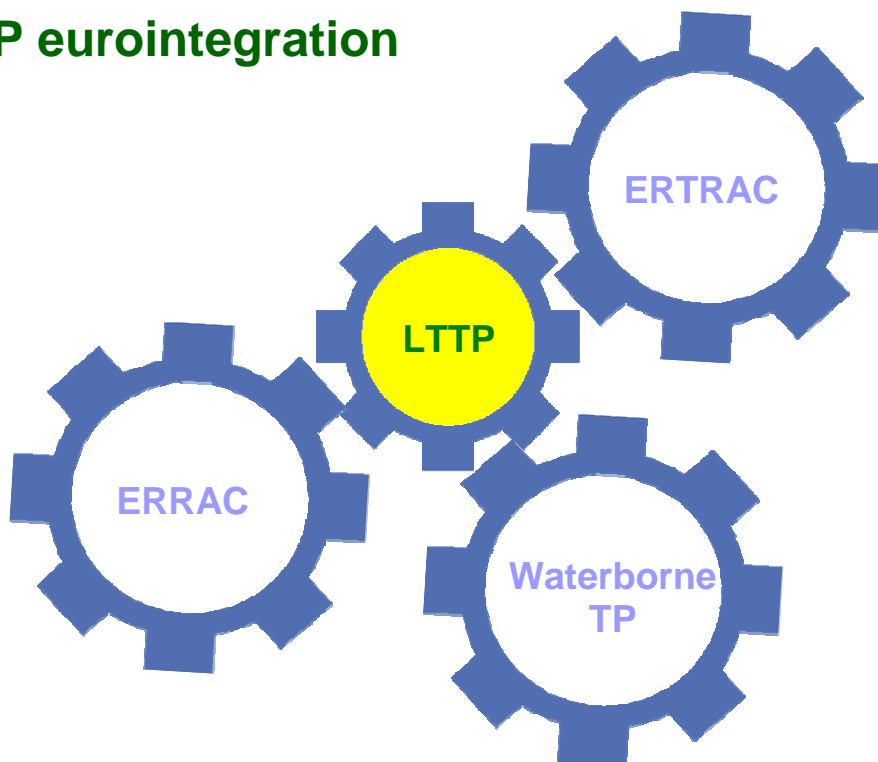 P eurointegration
ERTRAC
LTTP
ERRAC
Waterborne
TP